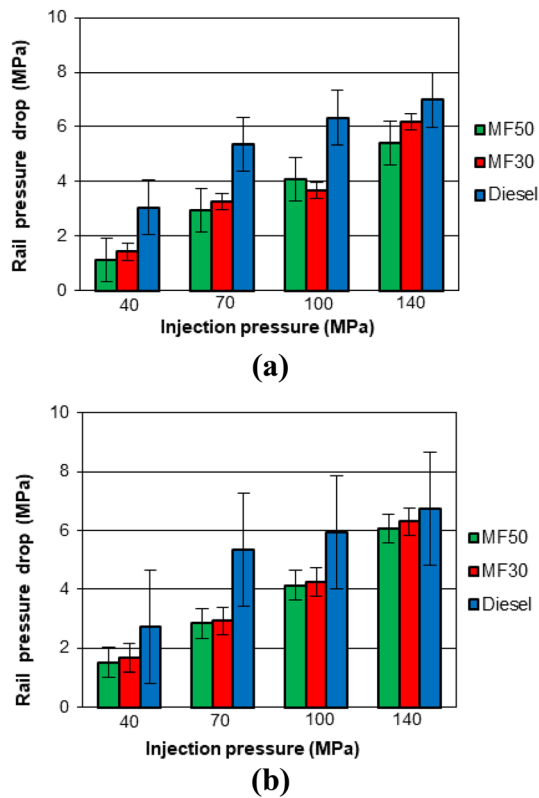 Rail pressure drop (MPa)
10
8
6
4
2
0
40 70 100 140
Injection pressure (MPa)
MF50
MF30
Diesel
(a)
Rail pressure drop (MPa)
10
8
6
4
2
0
40 70 100 140
Injection pressure (MPa)
MF50
MF30
Diesel
(b)